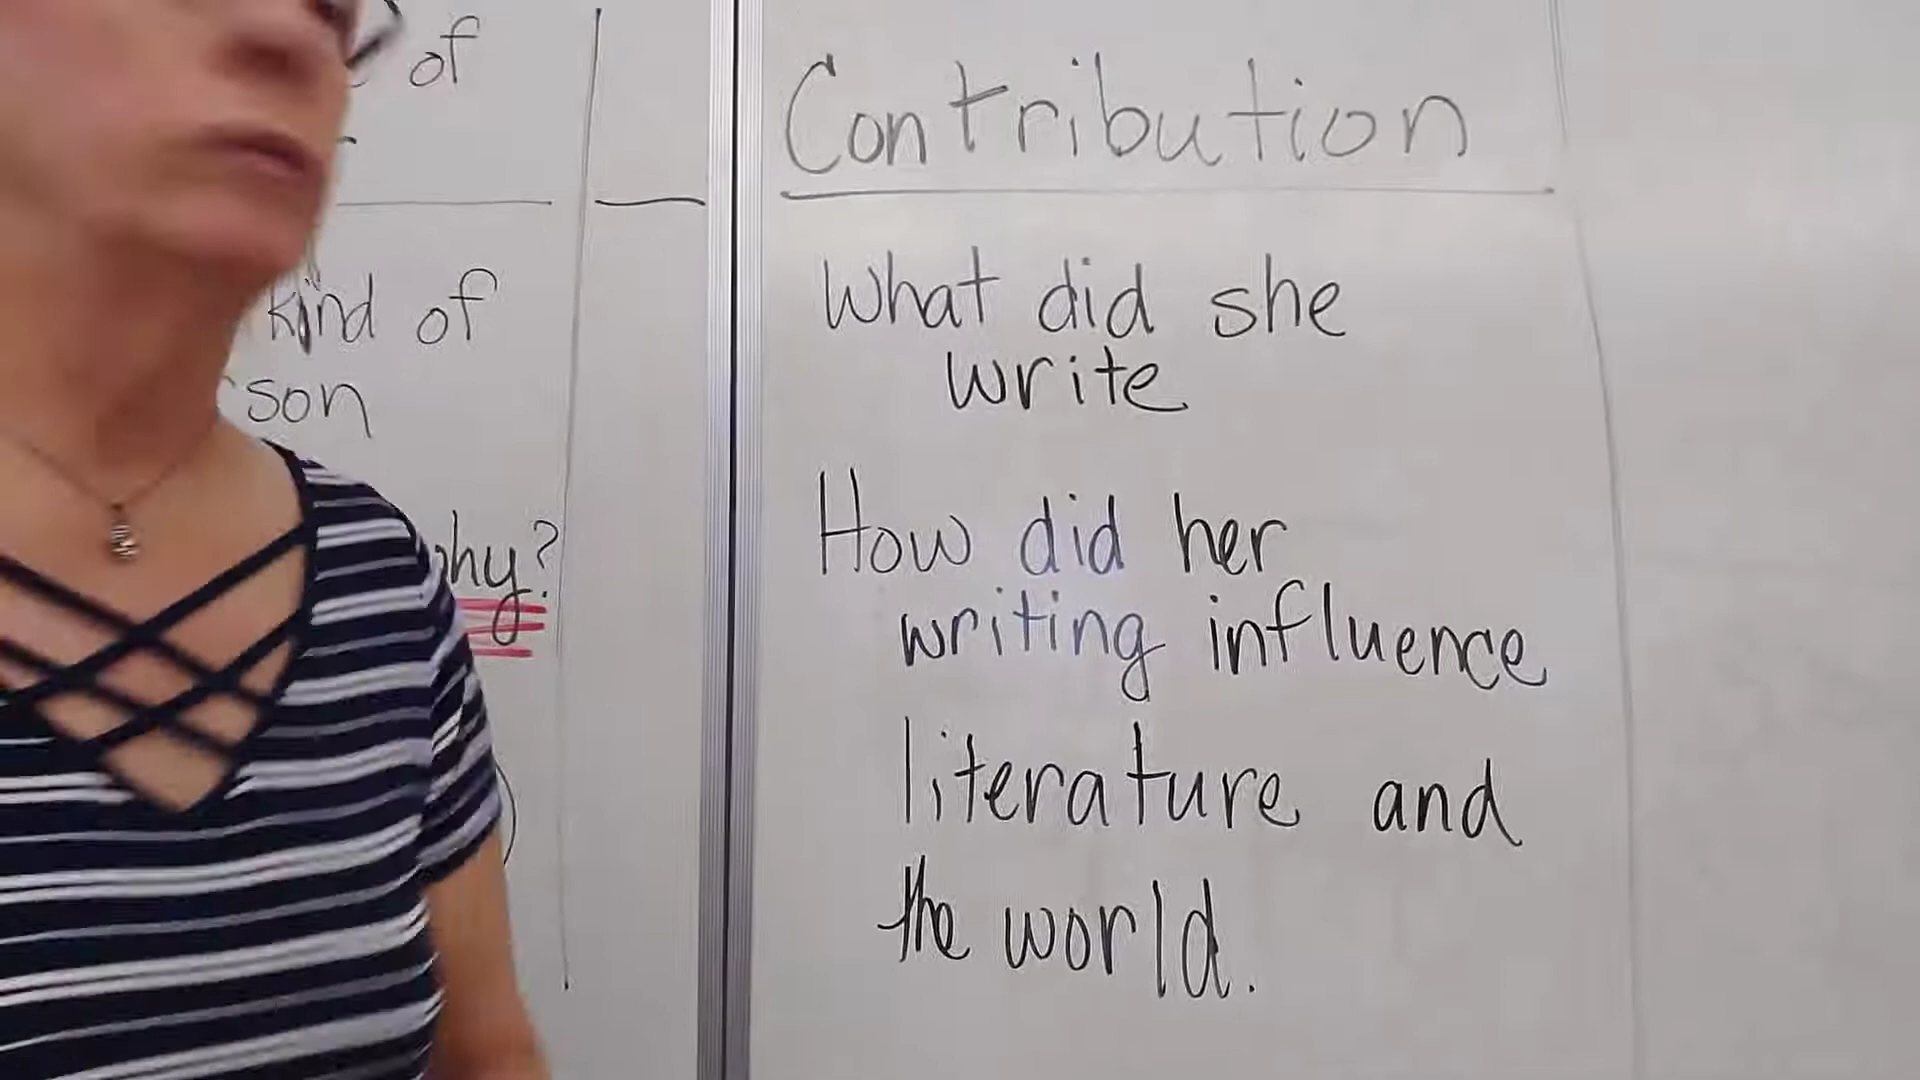 of
kind of
son
hy?
Contribution
What did she
write
How did her
writing influence
literature and
the world.